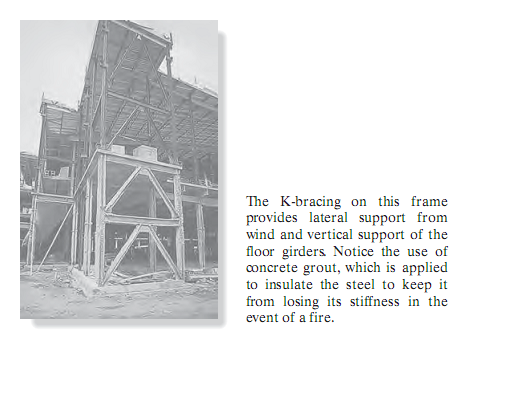 The K-bracing on this frame
provides lateral support from
wind and vertical support of the
floor girders. Notice the use of
concrete grout, which is applied
to insulate the steel to keep it
from losing its stiffness in the
event of a fire.